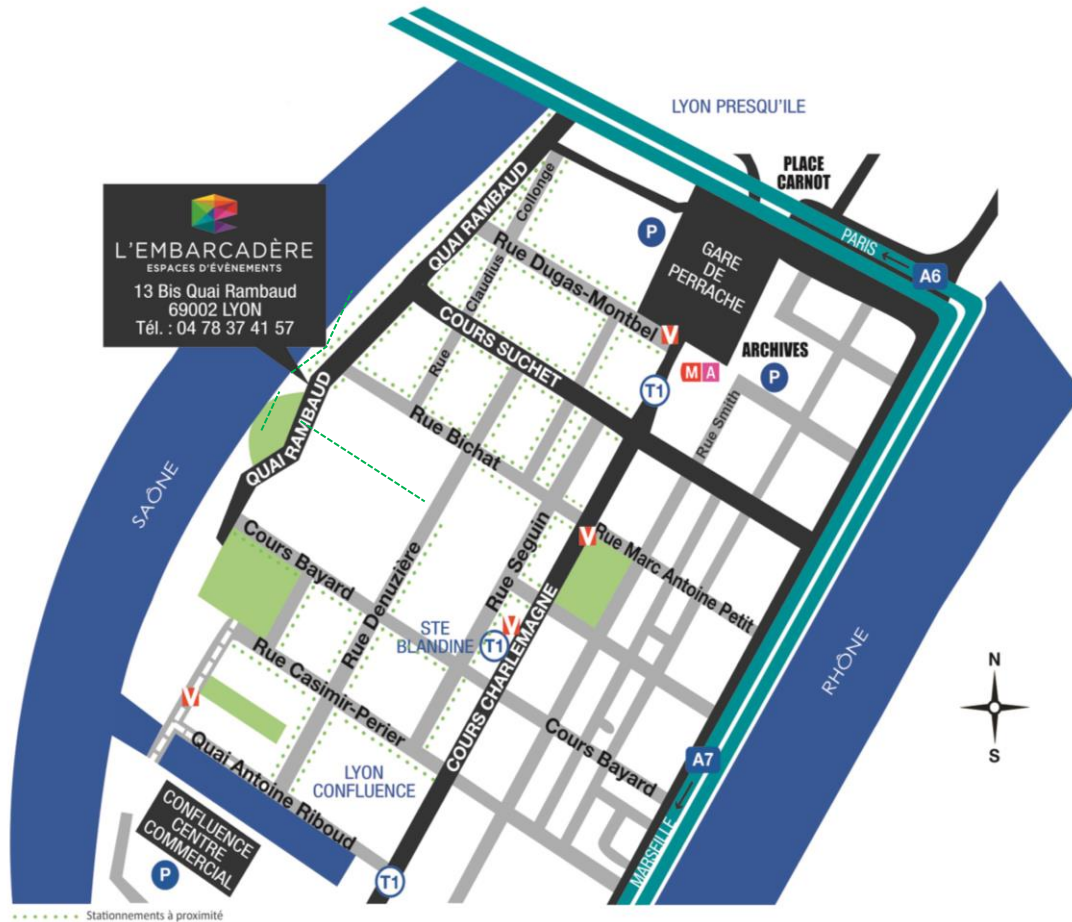 LYON PRESQU'ILE
PLACE
CARNOT
PARIS
A6
QUAI RAMBAUD
Rue Claudius Collonge
P
GARE
DE
PERRACHE
Rue Dugas-Montbel
V
L'EMBARCADÈRE
ESPACES D'ÉVÈNEMENTS
13 Bis Quai Rambaud
69002 LYON
Tél. : 04 78 37 41 57
COURS SUCHET
M A
ARCHIVES
P
T1
Rue Smith
QUAI RAMBAUD
Rue Bichat
SAÔNE
Cours Bayard
Rue Denuzière
Rue Seguin
V
Rue Marc Antoine Petit
STE
BLANDINE
T1
V
COURS CHARLEMAGNE
RHÔNE
N
S
Rue Casimir-Perier
V
Quai Antoine Riboud
LYON
CONFLUENCE
Cours Bayard
A7
MARSEILLE
CONFLUENCE
CENTRE
COMMERCIAL
P
T1
Stationnements à proximité